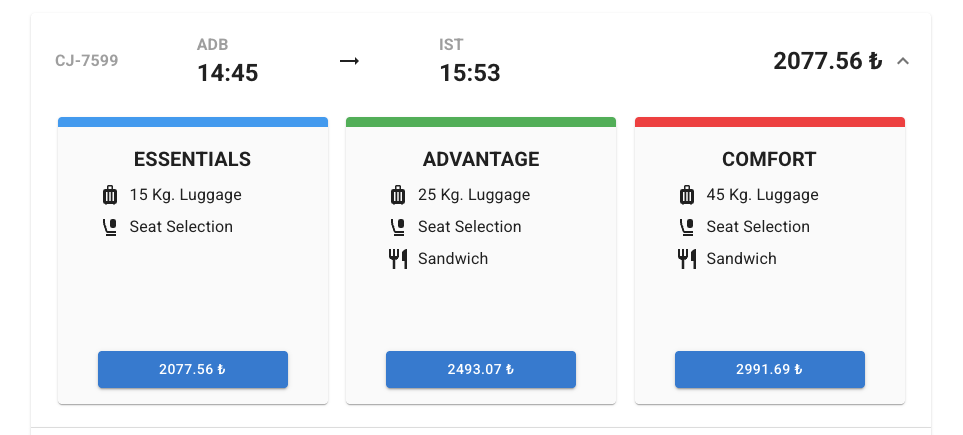 CJ-7599
ADB
14:45
IST
15:53
2077.56 ₺
ESSENTIALS
15 Kg. Luggage
Seat Selection
2077.56 ₺
ADVANTAGE
25 Kg. Luggage
Seat Selection
Sandwich
2493.07 ₺
COMFORT
45 Kg. Luggage
Seat Selection
Sandwich
2991.69 ₺